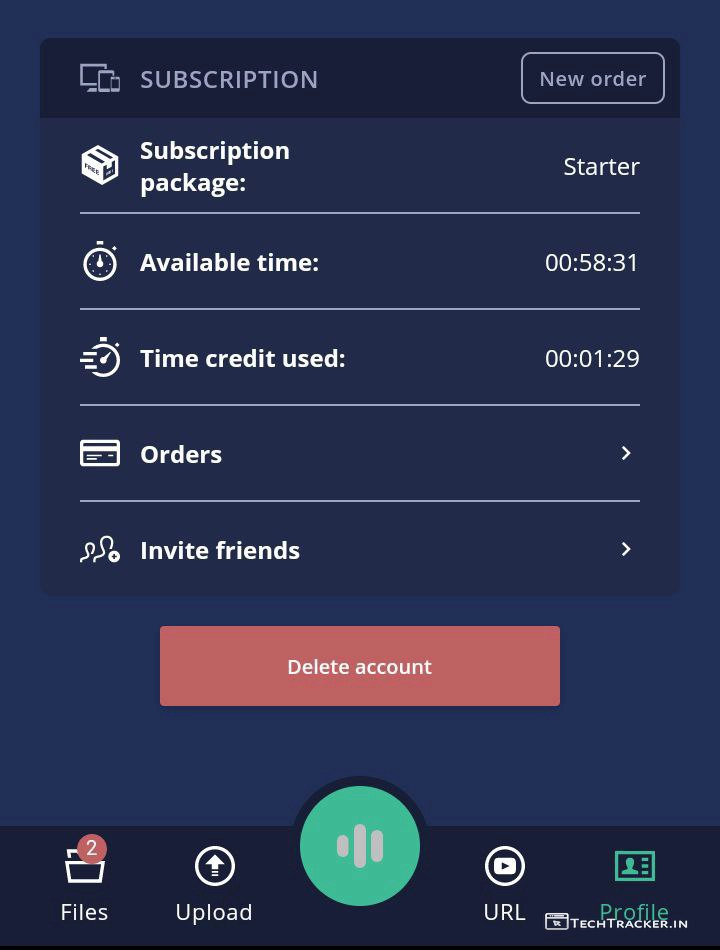 SUBSCRIPTION
New order
FREE
Subscription
package:
Starter
Available time:
00:58:31
Time credit used:
00:01:29
Orders
Invite friends
Delete account
2
Files
Upload
URL
Profile
TECHTRACKER.IN